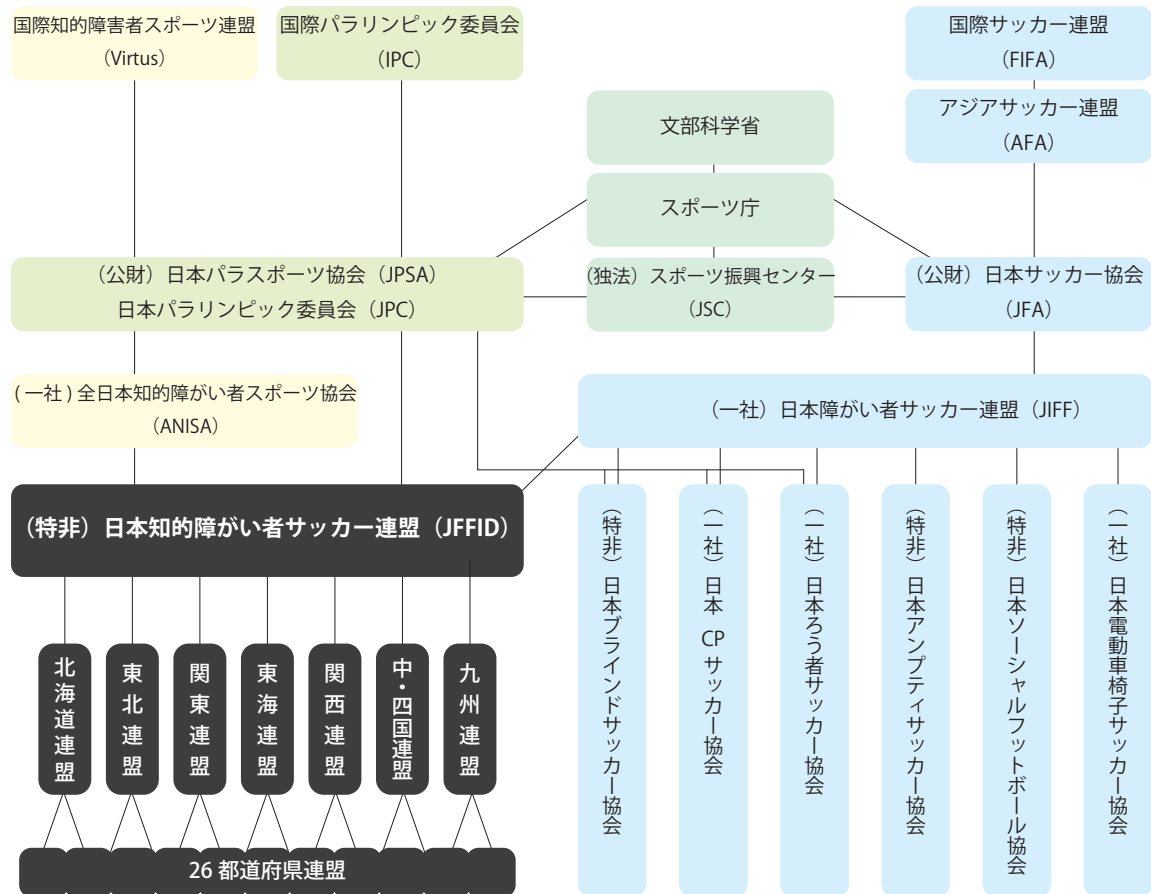 国際知的障害者スポーツ連盟
（Virtus）
国際パラリンピック委員会
（IPC）
国際サッカー連盟
（FIFA）
文部科学省
アジアサッカー連盟
（AFA）
スポーツ庁
（公財）日本パラスポーツ協会（JPSA）
日本パラリンピック委員会（JPC）
（独法）スポーツ振興センター
（JSC）
（公財）日本サッカー協会
（JFA）
( 一社 ) 全日本知的障がい者スポーツ協会
（ANISA）
（一社）日本障がい者サッカー連盟（JIFF）
（特非）日本知的障がい者サッカー連盟（JFFID）
（特非）日本ブラインドサッカー協会
（一社）日本 CP サッカー協会
（一社）日本ろう者サッカー協会
（特非）日本アンプティサッカー協会
（特非）日本ソーシャルフットボール協会
（一社）日本電動車椅子サッカー協会
北海道連盟
東北連盟
関東連盟
東海連盟
関西連盟
中・四国連盟
九州連盟
26 都道府県連盟